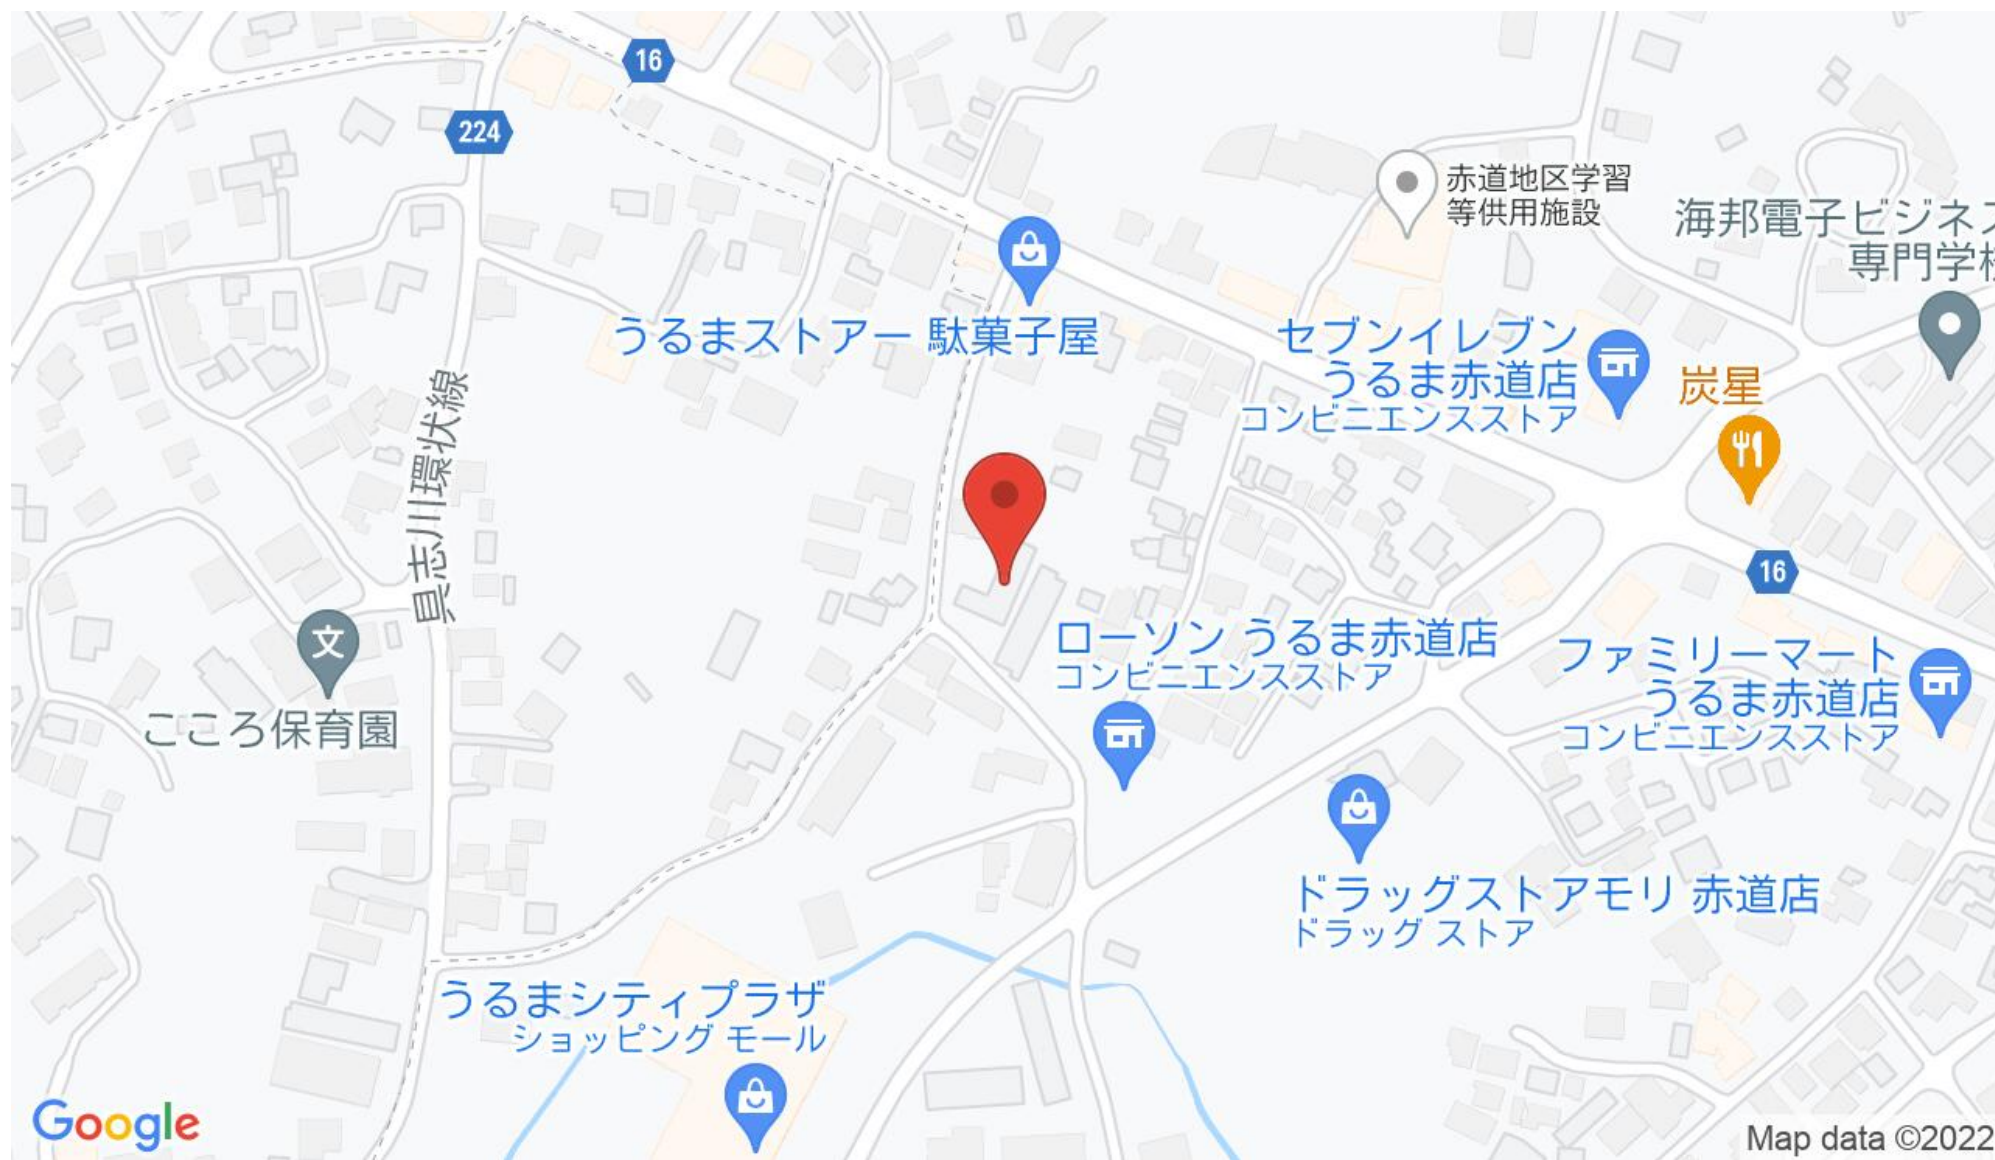 16
224
赤道地区学習
等供用施設
海邦電子ビジネス
専門学校
うるまストアー 駄菓子屋
セブンイレブン
うるま赤道店
コンビニエンスストア
炭星
具志川環状線
16
文
こころ保育園
ローソン うるま赤道店
コンビニエンスストア
ファミリーマート
うるま赤道店
コンビニエンスストア
ドラッグストアモリ 赤道店
ドラッグ ストア
うるまシティプラザ
ショッピング モール
Google
Map data ©2022